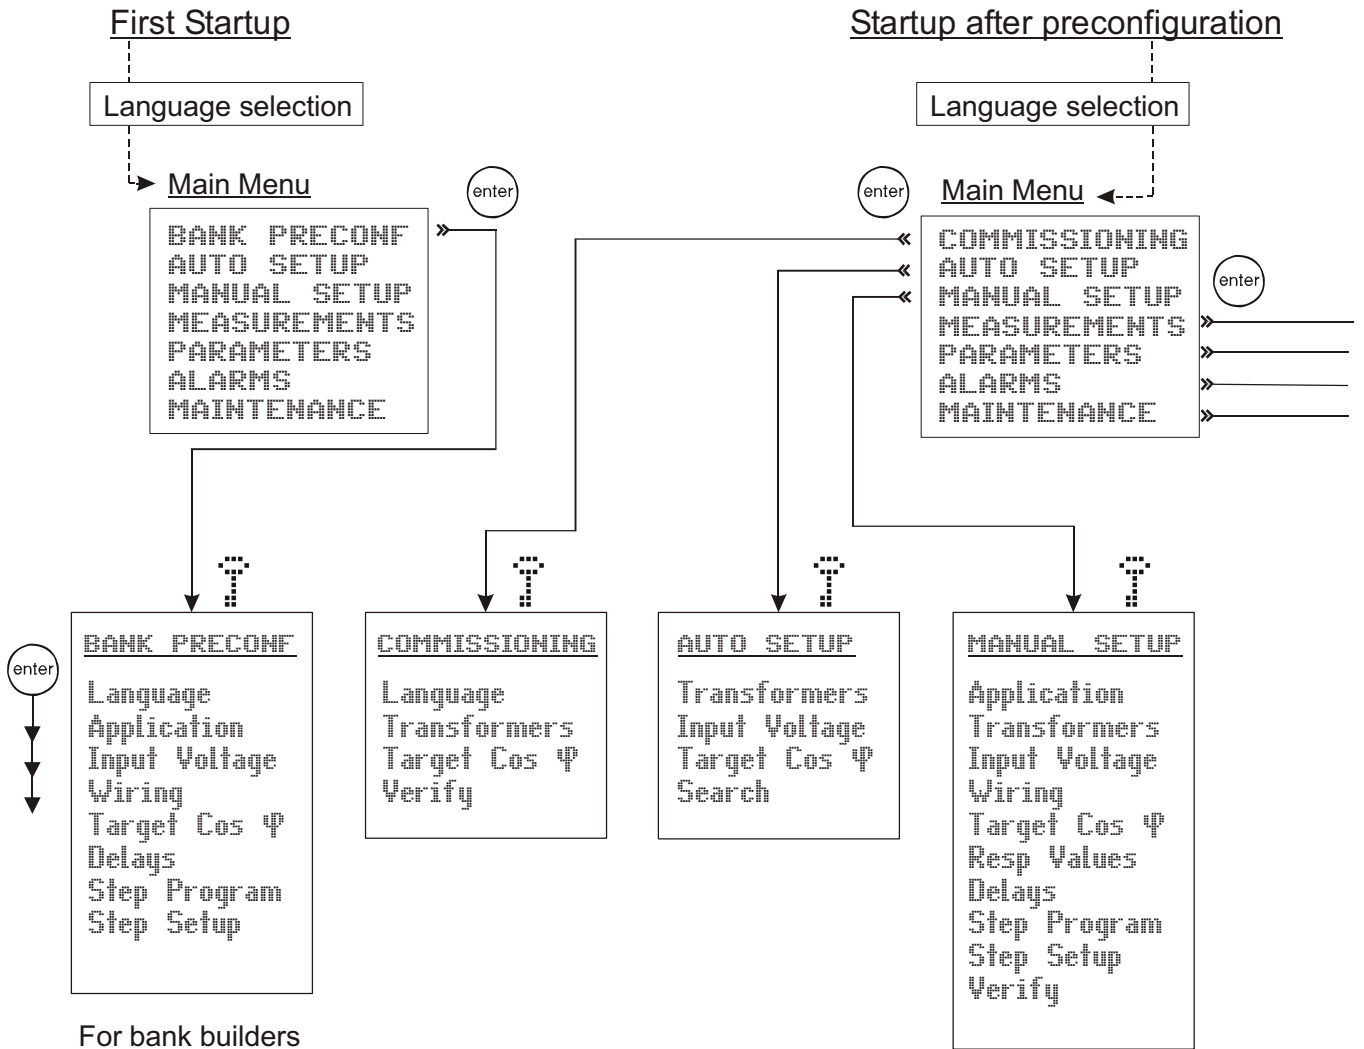 First Startup
Language selection
Main Menu
enter
BANK PRECONF
AUTO SETUP
MANUAL SETUP
MEASUREMENTS
PARAMETERS
ALARMS
MAINTENANCE
Startup after preconfiguration
Language selection
enter
Main Menu
COMMISSIONING
AUTO SETUP
MANUAL SETUP
MEASUREMENTS
PARAMETERS
ALARMS
MAINTENANCE
enter
enter
BANK PRECONF
Language
Application
Input Voltage
Wiring
Target Cos φ
Delays
Step Program
Step Setup
For bank builders
COMMISSIONING
Language
Transformers
Target Cos φ
Verify
AUTO SETUP
Transformers
Input Voltage
Target Cos φ
Search
MANUAL SETUP
Application
Transformers
Input Voltage
Wiring
Target Cos φ
Resp Values
Delays
Step Program
Step Setup
Verify